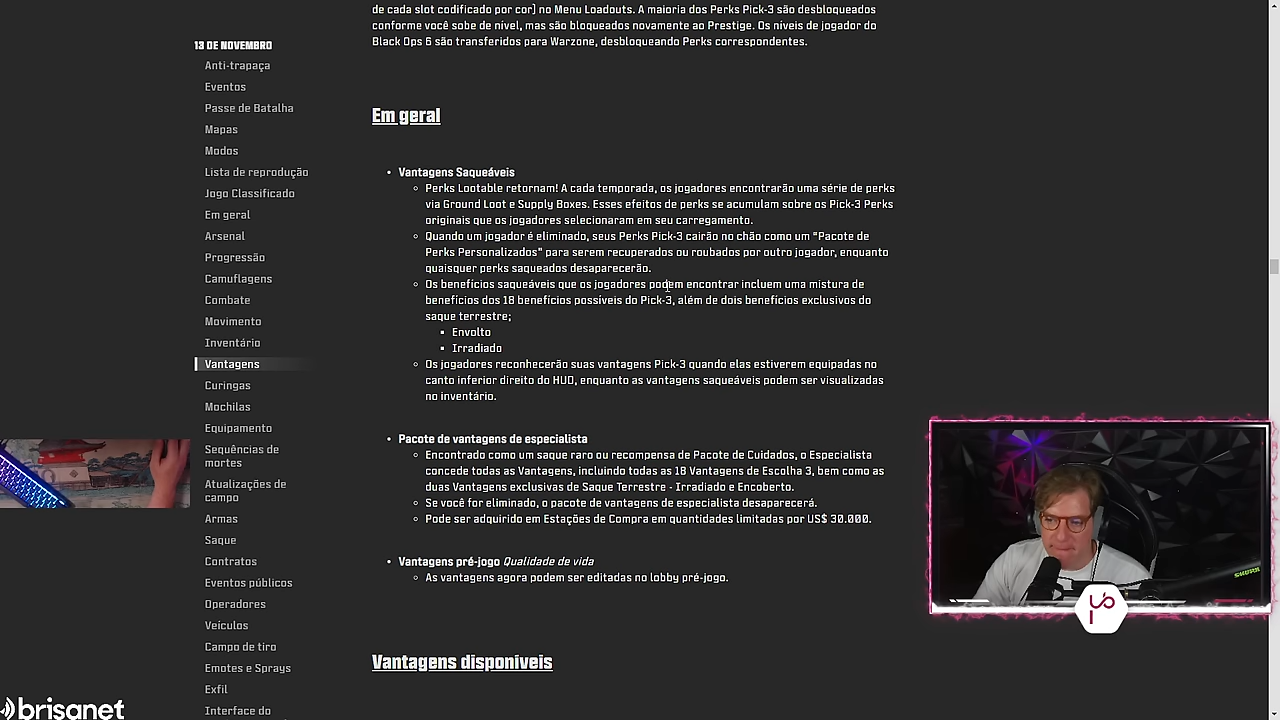 de cada slot codificado por cor) no Menu Loadouts. A maioria dos Perks Pick-3 são desbloqueados
conforme você sobe de nível, mas são bloqueados novamente ao Prestige. Os níveis de jogador do
Black Ops 6 são transferidos para Warzone, desbloqueando Perks correspondentes.
13 DE NOVEMBRO
Anti-trapaça
Eventos
Passe de Batalha
Mapas
Modos
Lista de reprodução
Jogo Classificado
Em geral
Arsenal
Progressão
Camuflagens
Combate
Movimento
Inventário
Vantagens
Curingas
Mochilas
Equipamento
Sequências de
mortes
Atualizações de
campo
Armas
Saque
Contratos
Eventos públicos
Operadores
Veículos
Campo de tiro
Emotes e Sprays
Exfil
Interface do
Em geral
• Vantagens Saqueáveis
Perks Lootable retornam! A cada temporada, os jogadores encontrarão uma série de perks
via Ground Loot e Supply Boxes. Esses efeitos de perks se acumulam sobre os Pick-3 Perks
originais que os jogadores selecionaram em seu carregamento.
Quando um jogador é eliminado, seus Perks Pick-3 cairão no chão como um "Pacote de
Perks Personalizados" para serem recuperados ou roubados por outro jogador, enquanto
quaisquer perks saqueados desaparecerão.
Os benefícios saqueáveis que os jogadores podem encontrar incluem uma mistura de
benefícios dos 18 benefícios possíveis do Pick-3, além de dois benefícios exclusivos do
saque terrestre;
Envolto
Irradiado
Os jogadores reconhecerão suas vantagens Pick-3 quando elas estiverem equipadas no
canto inferior direito do HUD, enquanto as vantagens saqueáveis podem ser visualizadas
no inventário.
• Pacote de vantagens de especialista
Encontrado como um saque raro ou recompensa de Pacote de Cuidados, o Especialista
concede todas as Vantagens, incluindo todas as 18 Vantagens de Escolha 3, bem como as
duas Vantagens exclusivas de Saque Terrestre - Irradiado e Encoberto.
Se você for eliminado, o pacote de vantagens de especialista desaparecerá.
Pode ser adquirido em Estações de Compra em quantidades limitadas por US$ 30.000.
• Vantagens pré-jogo Qualidade de vida
As vantagens agora podem ser editadas no lobby pré-jogo.
Vantagens disponíveis
SHURE
brisanet